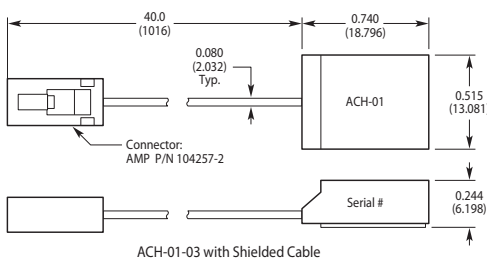 40.0
(1016)
0.740
(18.796)
0.080
(2.032)
Typ.
ACH-01
0.515
(13.081)
Connector:
AMP P/N 104257-2
Serial #
0.244
(6.198)
ACH-01-03 with Shielded Cable